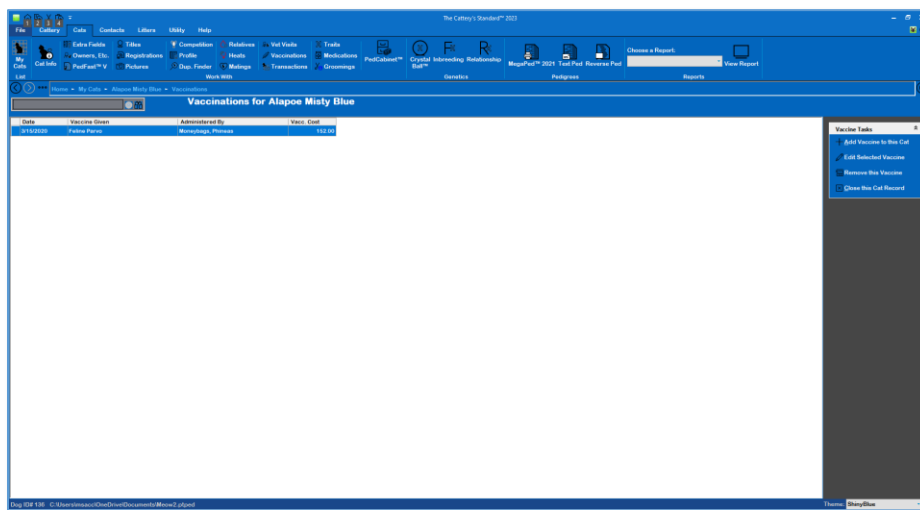 The Cattery's Standard™ 2023
1 2 3 4
File Cattery Cats Contacts Litters Utility Help
My Cats
Cat Info
Extra Fields Titles Competition Relatives Vet Visits Traits
Owners, Etc. Registrations Profile Heats Vaccinations Medications
PedFast™ V Pictures Dup. Finder Matings Transactions Groomings
PedCabinet™
Crystal Ball™ Inbreeding Relationship
MegaPed™ 2021 Test Ped Reverse Ped
Choose a Report:
View Report
List Work With Genetics Pedigrees Reports
Home My Cats Alapoe Misty Blue Vaccinations
Vaccinations for Alapoe Misty Blue
Date Vaccine Given Administered By Vacc. Cost
3/15/2020 Feline Parvo Moneybags, Phineas 152.00
Vaccine Tasks
Add Vaccine to this Cat
Edit Selected Vaccine
Remove this Vaccine
Close this Cat Record
Dog ID# 136 C:\Users\msacc\OneDrive\Documents\Meow2.ptped
Theme: ShinyBlue